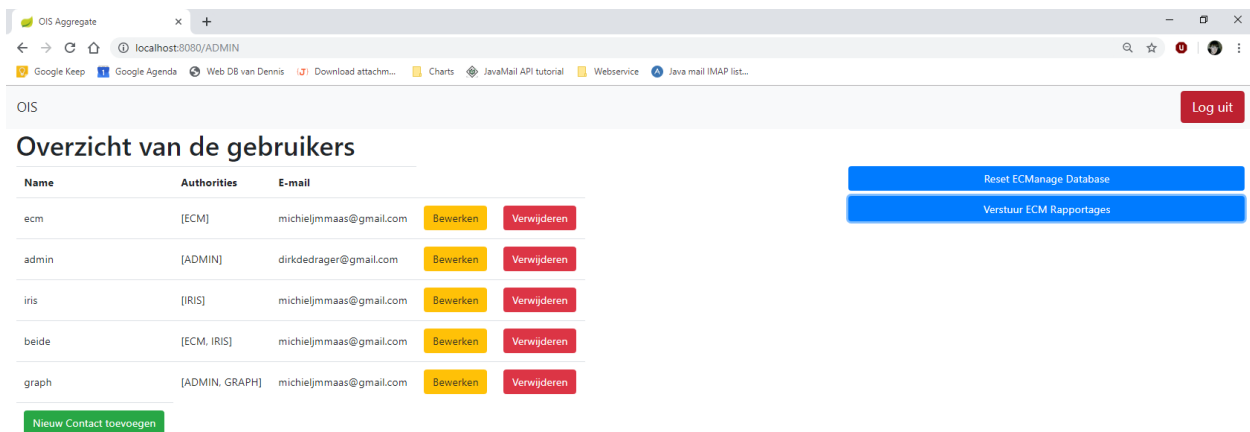 OIS Aggregate
localhost:8080/ADMIN
Google Keep Google Agenda Web DB van Dennis Download attachm... Charts JavaMail API tutorial Webservice Java mail IMAP list...
OIS Log uit
Overzicht van de gebruikers
Name Authorities E-mail
ecm [ECM] michieljmmaas@gmail.com Bewerken Verwijderen
admin [ADMIN] dirkdedrager@gmail.com Bewerken Verwijderen
iris [IRIS] michieljmmaas@gmail.com Bewerken Verwijderen
beide [ECM, IRIS] michieljmmaas@gmail.com Bewerken Verwijderen
graph [ADMIN, GRAPH] michieljmmaas@gmail.com Bewerken Verwijderen
Nieuw Contact toevoegen
Reset ECManage Database
Verstuur ECM Rapportages